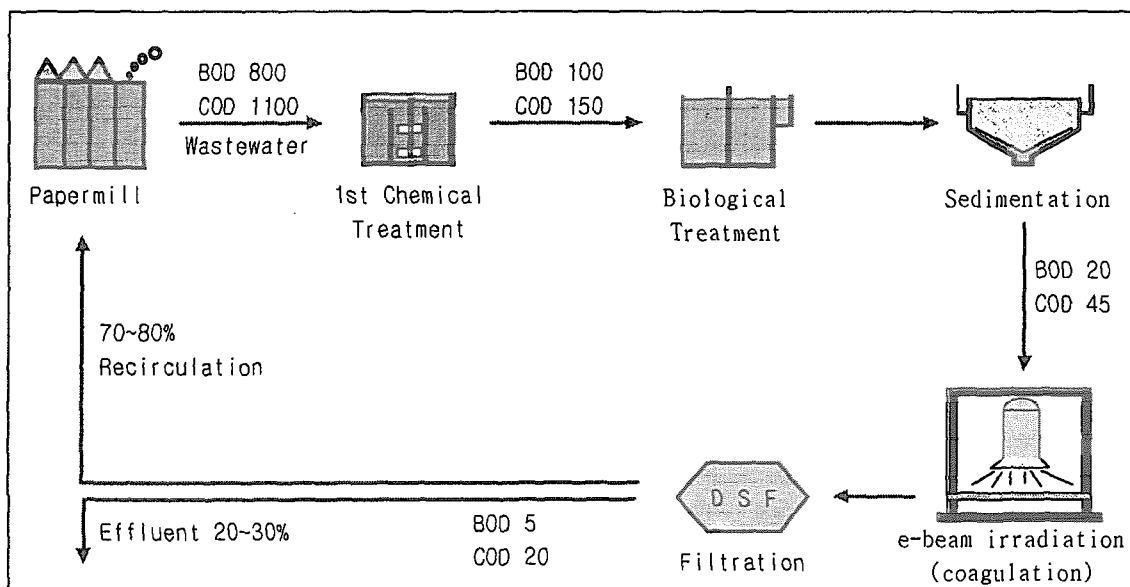 BOD 800
COD 1100
Wastewater
BOD 100
COD 150
Papermill
1st Chemical
Treatment
Biological
Treatment
Sedimentation
BOD 20
COD 45
70~80%
Recirculation
Effluent 20~30%
BOD 5
COD 20
D S F
Filtration
e-beam irradiation
(coagulation)